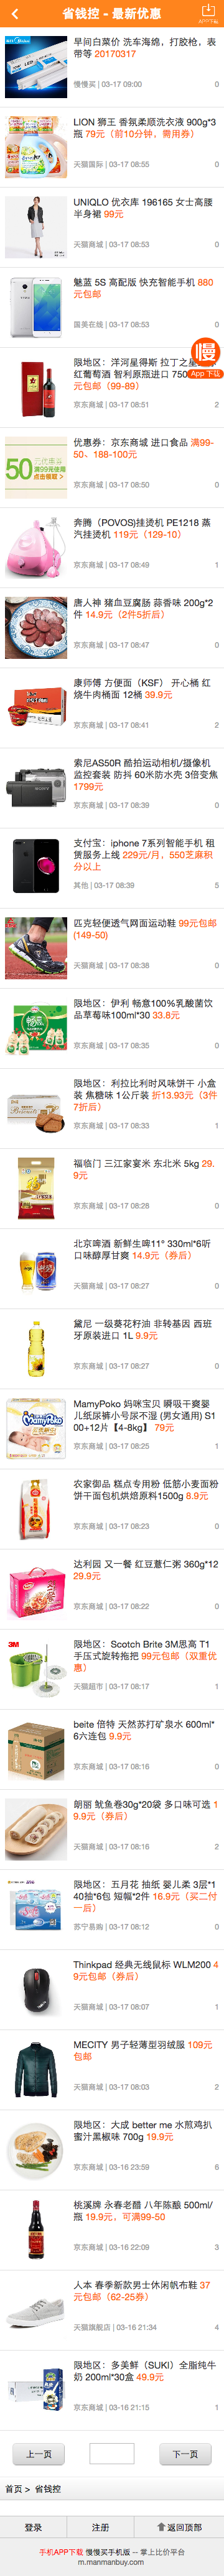 省钱控 - 最新优惠
APP下载
早间白菜价 洗车海绵，打胶枪，表
带等 20170317
慢慢买 | 03-17 09:00
0
LION 狮王 香氛柔顺洗衣液 900g*3
瓶 79元（前10分钟，需用券）
天猫国际 | 03-17 08:55
0
UNIQLO 优衣库 196165 女士高腰
半身裙 99元
天猫商城 | 03-17 08:53
0
魅蓝 5S 高配版 快充智能手机 880
元包邮
国美在线 | 03-17 08:53
0
慢
App 下载
限地区：洋河星得斯 拉丁之星
红葡萄酒 智利原瓶进口 750
元包邮（99-89）
京东商城 | 03-17 08:51
2
50 元优惠券
满99元使用
点击领取 >
优惠券：京东商城 进口食品 满99-
50、188-100元
京东商城 | 03-17 08:50
0
奔腾（POVOS)挂烫机 PE1218 蒸
汽挂烫机 119元（129-10）
京东商城 | 03-17 08:49
1
唐人神 猪血豆腐肠 蒜香味 200g*2
件 14.9元（2件5折后）
京东商城 | 03-17 08:47
0
康师傅 方便面（KSF） 开心桶 红
烧牛肉桶面 12桶 39.9元
京东商城 | 03-17 08:41
2
索尼AS50R 酷拍运动相机/摄像机
监控套装 防抖 60米防水壳 3倍变焦
1799元
京东商城 | 03-17 08:39
0
支付宝：iphone 7系列智能手机 租
赁服务上线 229元/月，550芝麻积
分以上
其他 | 03-17 08:39
5
匹克轻便透气网面运动鞋 99元包邮
(149-50)
天猫商城 | 03-17 08:38
0
限地区：伊利 畅意100％乳酸菌饮
品草莓味100ml*30 33.8元
京东商城 | 03-17 08:35
0
限地区：利拉比利时风味饼干 小盒
装 焦糖味 1公斤装 折13.93元（3件
7折后）
京东商城 | 03-17 08:33
1
福临门 三江家宴米 东北米 5kg 29.
9元
京东商城 | 03-17 08:28
0
北京啤酒 新鲜生啤11° 330ml*6听
口味醇厚甘爽 14.9元（券后）
天猫商城 | 03-17 08:27
0
黛尼 一级葵花籽油 非转基因 西班
牙原装进口 1L 9.9元
京东商城 | 03-17 08:27
0
MamyPoko
MamyPoko 妈咪宝贝 瞬吸干爽婴
儿纸尿裤小号尿不湿 (男女通用) S1
00+12片【4-8kg】 79元
京东商城 | 03-17 08:25
1
农家御品 糕点专用粉 低筋小麦面粉
饼干面包机烘焙原料1500g 8.9元
京东商城 | 03-17 08:23
0
达利园 又一餐 红豆薏仁粥 360g*12
29.9元
京东商城 | 03-17 08:22
0
3M
限地区：Scotch Brite 3M思高 T1
手压式旋转拖把 99元包邮（双重优
惠）
天猫超市 | 03-17 08:17
1
beite 倍特 天然苏打矿泉水 600ml*
6六连包 9.9元
京东商城 | 03-17 08:16
0
朗丽 鱿鱼卷30g*20袋 多口味可选 1
9.9元（券后）
天猫商城 | 03-17 08:16
2
限地区：五月花 抽纸 婴儿柔 3层*1
40抽*6包 短幅*2件 16.9元（买二付
一后）
苏宁易购 | 03-17 08:12
0
Thinkpad 经典无线鼠标 WLM200 4
9元包邮（券后）
天猫商城 | 03-17 08:07
1
MECITY 男子轻薄型羽绒服 109元
包邮
天猫商城 | 03-17 08:03
2
限地区：大成 better me 水煎鸡扒
蜜汁黑椒味 700g 19.9元
京东商城 | 03-16 23:59
6
桃溪牌 永春老醋 八年陈酿 500ml/
瓶 19.9元，可满99-50
京东商城 | 03-16 22:09
3
人本 春季新款男士休闲帆布鞋 37
元包邮（62-25券）
天猫旗舰店 | 03-16 21:34
4
限地区：多美鲜（SUKI）全脂纯牛
奶 200ml*30盒 49.9元
京东商城 | 03-16 21:15
1
上一页
下一页
首页 > 省钱控
登录
注册
返回顶部
手机APP下载 慢慢买手机版 -- 掌上比价平台
m.manmanbuy.com